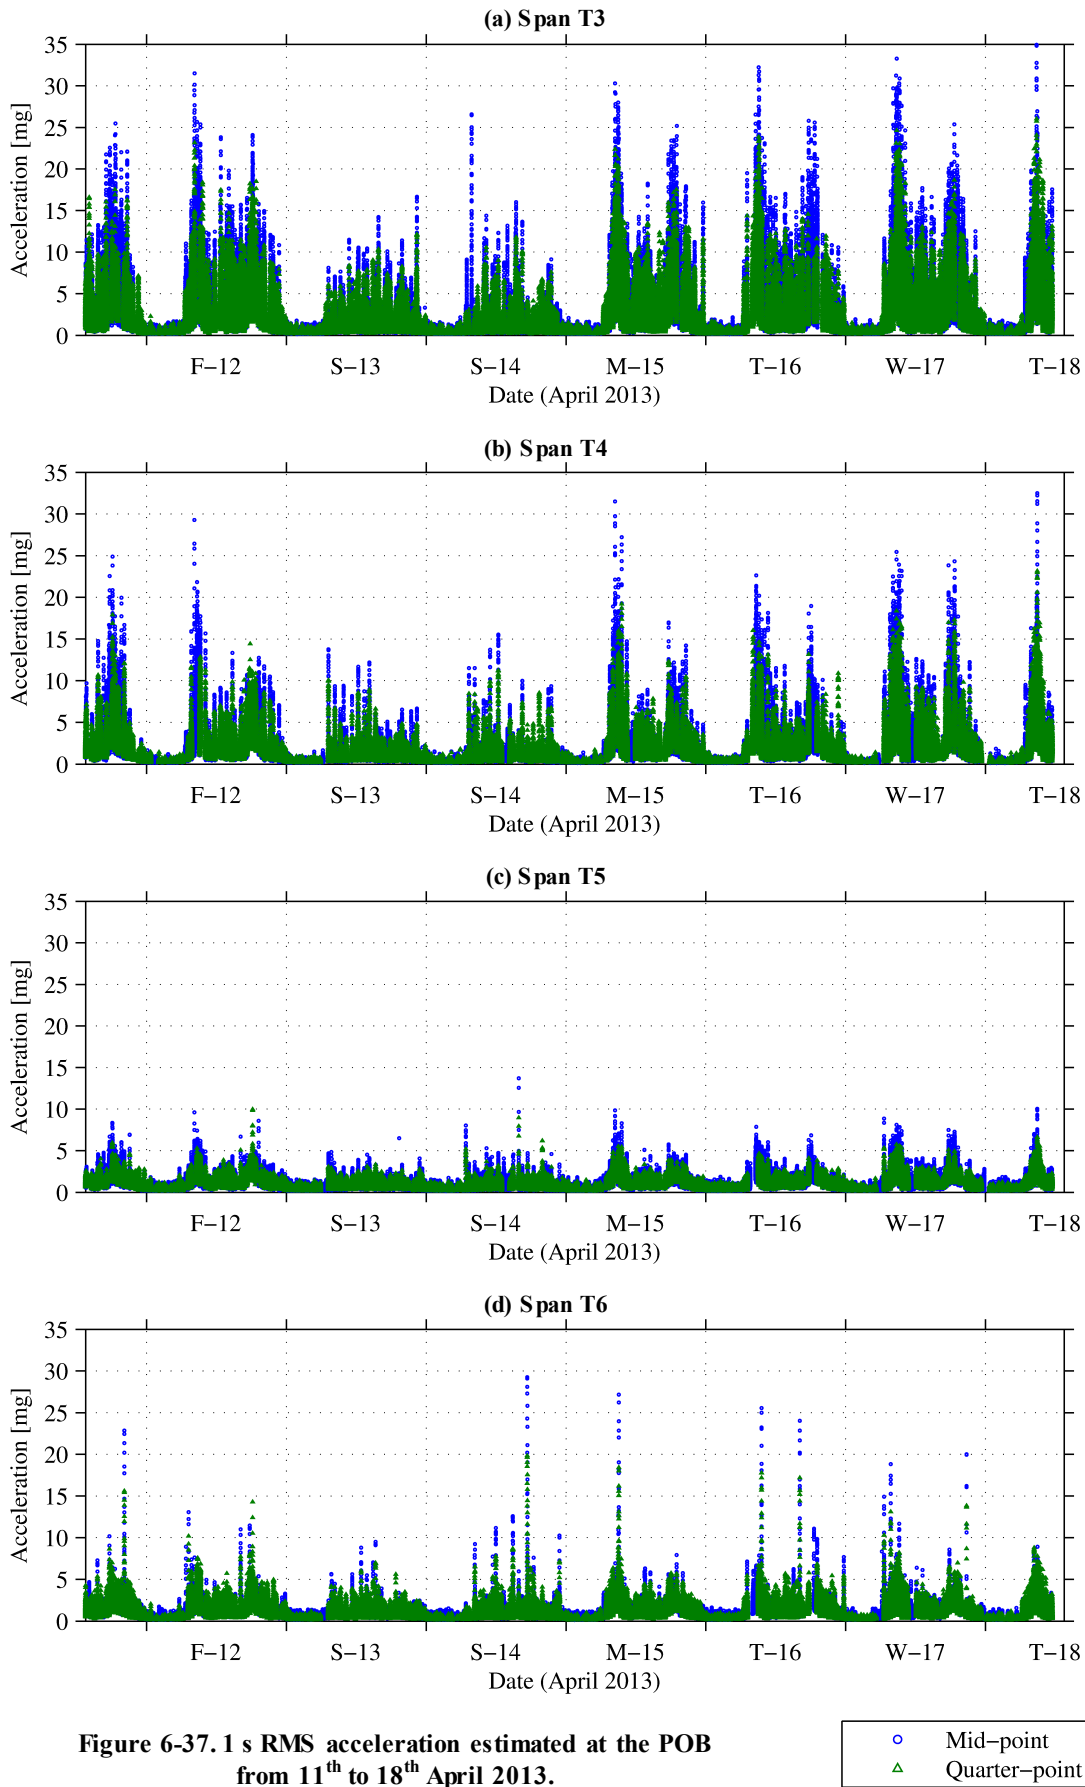 (a) Span T3
35
30
25
20
15
10
5
0
Acceleration [mg]
F−12 S−13 S−14 M−15 T−16 W−17 T−18
Date (April 2013)
(b) Span T4
35
30
25
20
15
10
5
0
Acceleration [mg]
F−12 S−13 S−14 M−15 T−16 W−17 T−18
Date (April 2013)
(c) Span T5
35
30
25
20
15
10
5
0
Acceleration [mg]
F−12 S−13 S−14 M−15 T−16 W−17 T−18
Date (April 2013)
(d) Span T6
35
30
25
20
15
10
5
0
Acceleration [mg]
F−12 S−13 S−14 M−15 T−16 W−17 T−18
Date (April 2013)
Figure 6-37. 1 s RMS acceleration estimated at the POB
from 11th to 18th April 2013.
Mid−point
Quarter−point